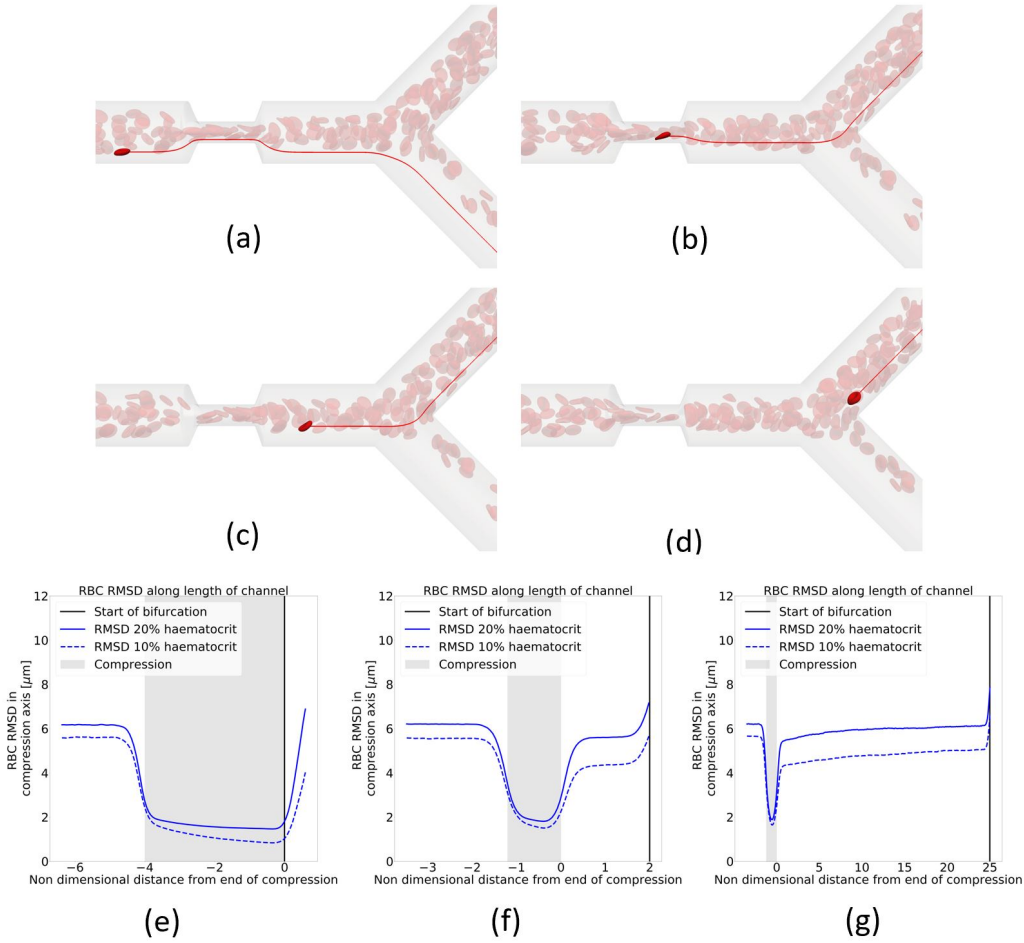 (a)
(b)
(c)
(d)
RBC RMSD along length of channel
12
10
8
6
4
2
0
RBC RMSD in
compression axis [μm]
Start of bifurcation
RMSD 20% haematocrit
RMSD 10% haematocrit
Compression
−6
−5
−4
−3
−2
−1
0
Non dimensional distance from end of compression
(e)
RBC RMSD along length of channel
12
10
8
6
4
2
0
RBC RMSD in
compression axis [μm]
Start of bifurcation
RMSD 20% haematocrit
RMSD 10% haematocrit
Compression
−3
−2
−1
0
1
2
Non dimensional distance from end of compression
(f)
RBC RMSD along length of channel
12
10
8
6
4
2
0
RBC RMSD in
compression axis [μm]
Start of bifurcation
RMSD 20% haematocrit
RMSD 10% haematocrit
Compression
0
5
10
15
20
25
Non dimensional distance from end of compression
(g)